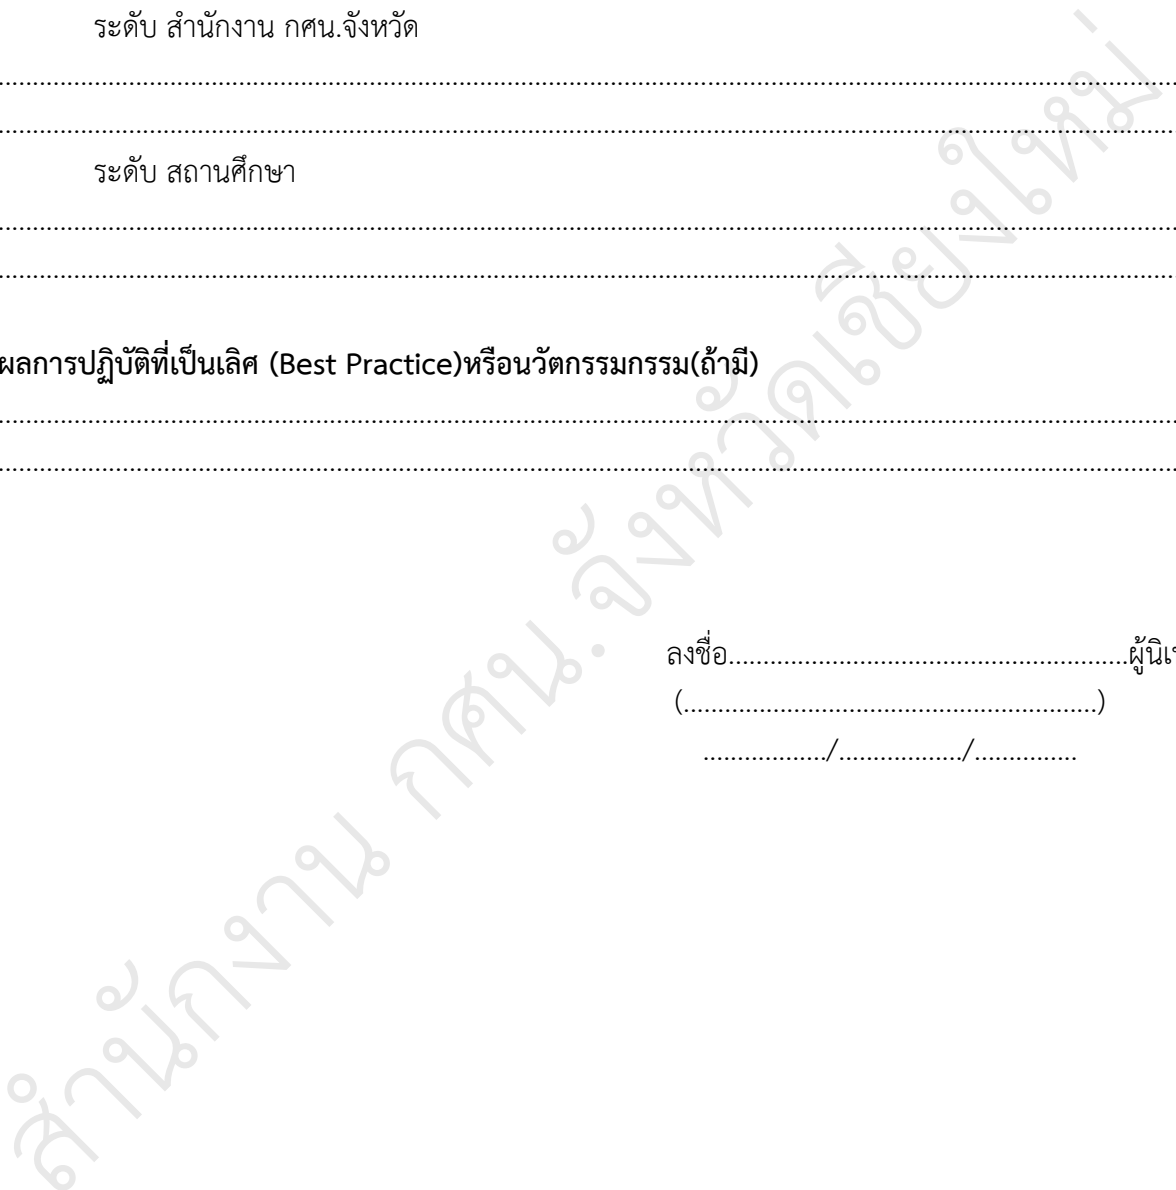 ระดับ สำนักงาน กศน.จังหวัด
................................................................................
................................................................................
ระดับ สถานศึกษา
................................................................................
................................................................................
ผลการปฏิบัติที่เป็นเลิศ (Best Practice)หรือนวัตกรรมกรรม(ถ้ามี)
................................................................................
................................................................................
ลงชื่อ..........................................................ผู้นิเ
(............................................................)
................../................../...............
สำนักงาน กศน.จังหวัดเชียงใหม่